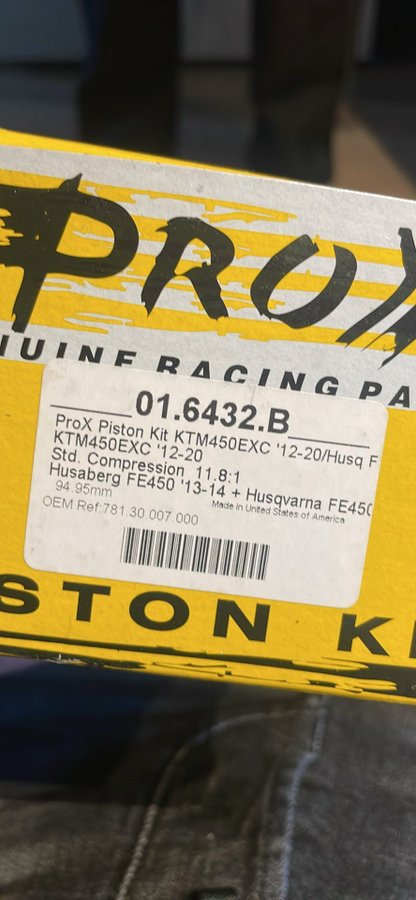 PROX
NUINE RACING PA
01.6432.B
ProX Piston Kit KTM450EXC '12-20/Husq F
KTM450EXC '12-20
Std. Compression 11.8:1
Husaberg FE450 '13-14 + Husqvarna FE450
94.95mm
Made in United States of America
OEM Ref:781.30.007.000
STON KI